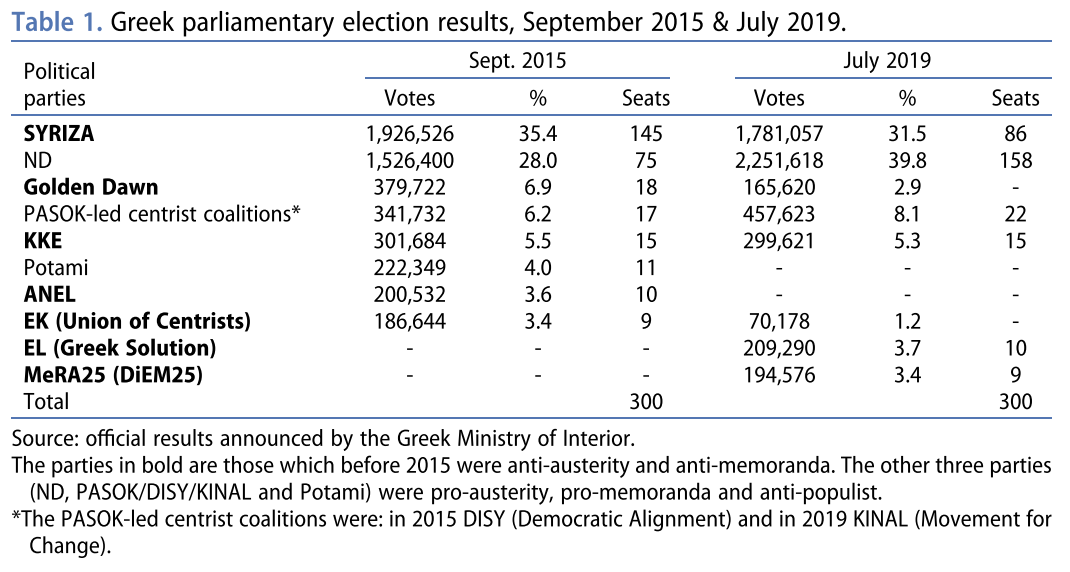 Table 1. Greek parliamentary election results, September 2015 & July 2019.
Political parties Sept. 2015 July 2019
Votes % Seats Votes % Seats
SYRIZA 1,926,526 35.4 145 1,781,057 31.5 86
ND 1,526,400 28.0 75 2,251,618 39.8 158
Golden Dawn 379,722 6.9 18 165,620 2.9 -
PASOK-led centrist coalitions* 341,732 6.2 17 457,623 8.1 22
KKE 301,684 5.5 15 299,621 5.3 15
Potami 222,349 4.0 11 - - -
ANEL 200,532 3.6 10 - - -
EK (Union of Centrists) 186,644 3.4 9 70,178 1.2 -
EL (Greek Solution) - - - 209,290 3.7 10
MeRA25 (DiEM25) - - - 194,576 3.4 9
Total 300 300
Source: official results announced by the Greek Ministry of Interior.
The parties in bold are those which before 2015 were anti-austerity and anti-memoranda. The other three parties
(ND, PASOK/DISY/KINAL and Potami) were pro-austerity, pro-memoranda and anti-populist.
*The PASOK-led centrist coalitions were: in 2015 DISY (Democratic Alignment) and in 2019 KINAL (Movement for
Change).